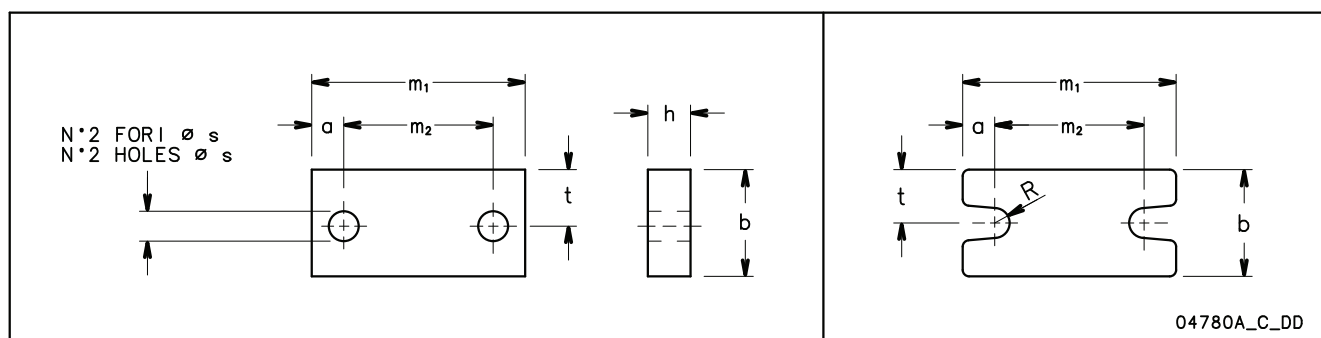 N°2 FORI Ø s
N°2 HOLES Ø s
m₁
a
m₂
t
h
b
m₁
a
m₂
t
R
b
04780A_C_DD